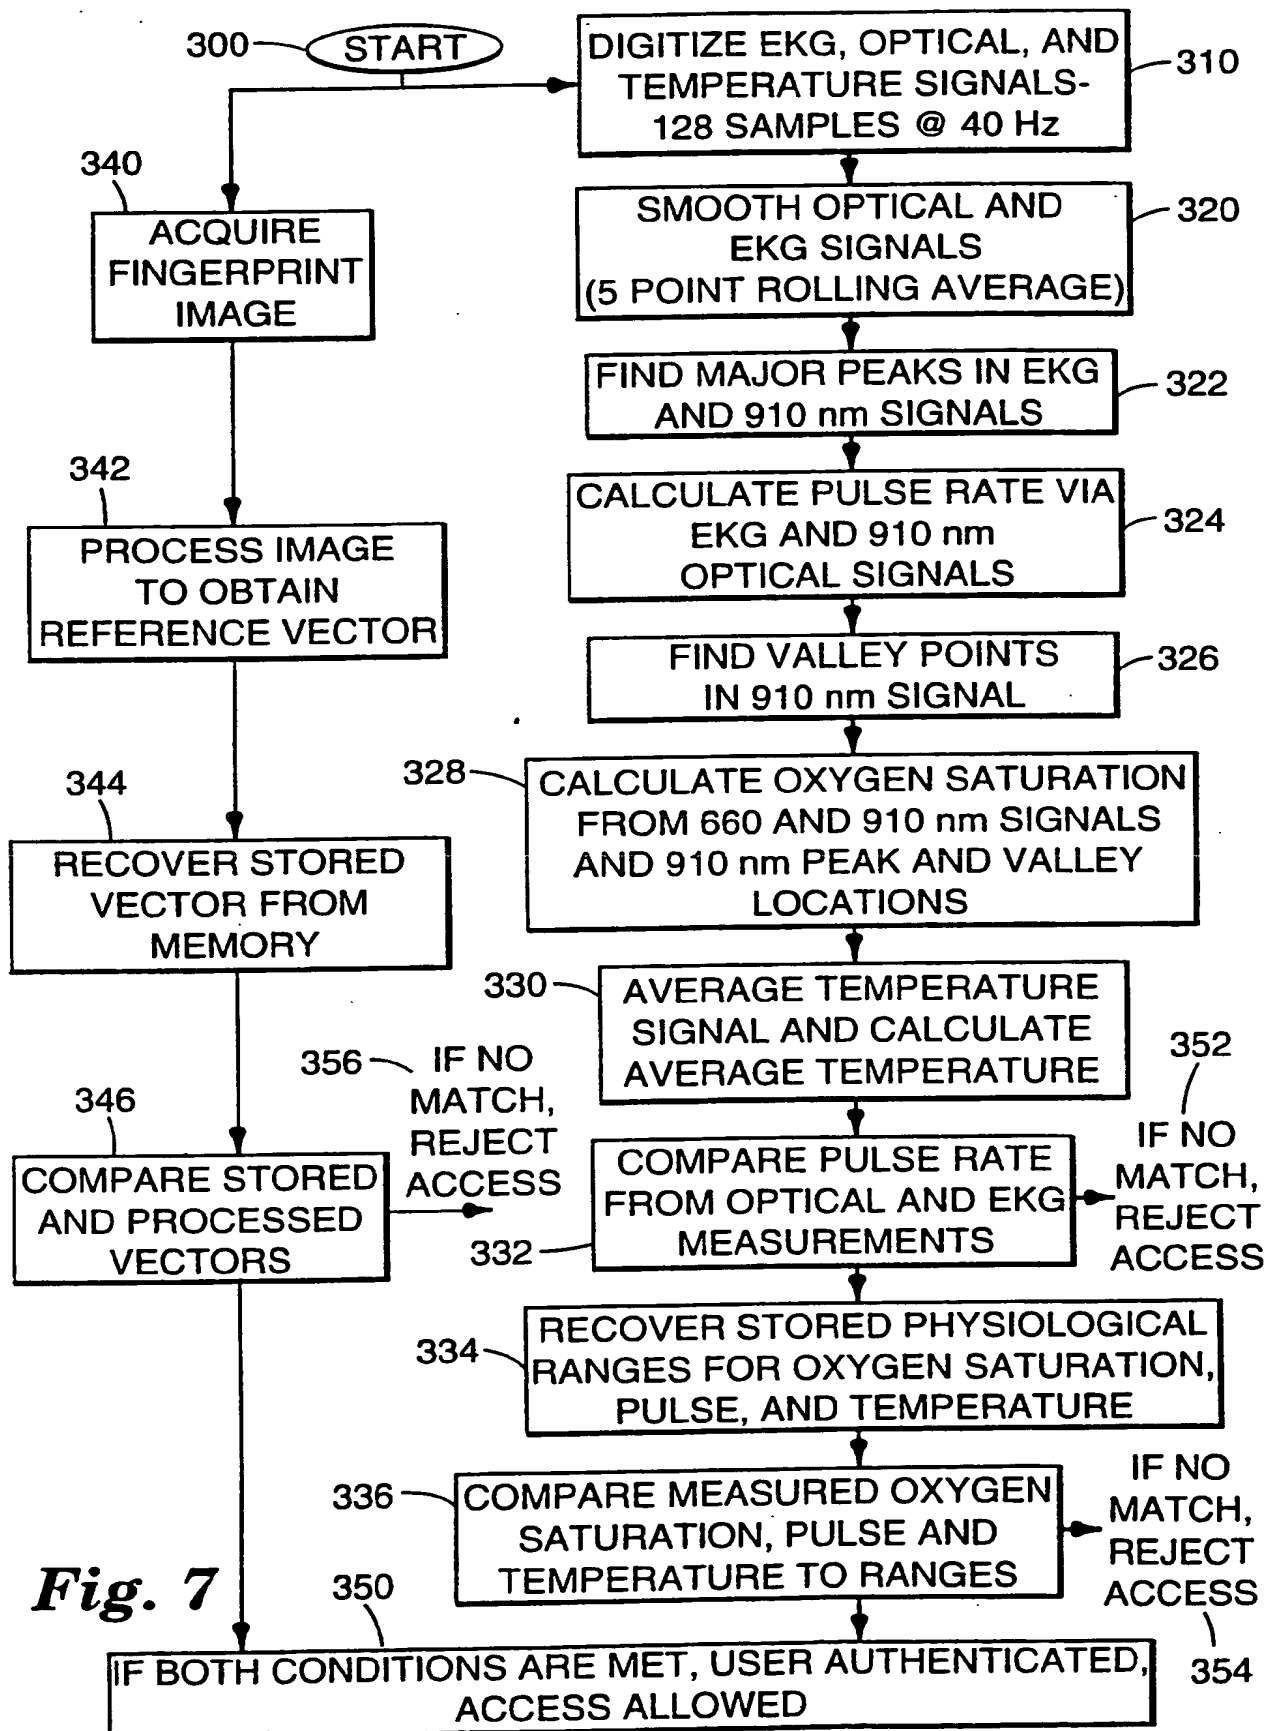 300
START
DIGITIZE EKG, OPTICAL, AND
TEMPERATURE SIGNALS-
128 SAMPLES @ 40 Hz
310
340
ACQUIRE
FINGERPRINT
IMAGE
SMOOTH OPTICAL AND
EKG SIGNALS
(5 POINT ROLLING AVERAGE)
320
FIND MAJOR PEAKS IN EKG
AND 910 nm SIGNALS
322
342
PROCESS IMAGE
TO OBTAIN
REFERENCE VECTOR
CALCULATE PULSE RATE VIA
EKG AND 910 nm
OPTICAL SIGNALS
324
FIND VALLEY POINTS
IN 910 nm SIGNAL
326
344
RECOVER STORED
VECTOR FROM
MEMORY
328
CALCULATE OXYGEN SATURATION
FROM 660 AND 910 nm SIGNALS
AND 910 nm PEAK AND VALLEY
LOCATIONS
330
AVERAGE TEMPERATURE
SIGNAL AND CALCULATE
AVERAGE TEMPERATURE
346
COMPARE STORED
AND PROCESSED
VECTORS
356
IF NO
MATCH,
REJECT
ACCESS
332
COMPARE PULSE RATE
FROM OPTICAL AND EKG
MEASUREMENTS
352
IF NO
MATCH,
REJECT
ACCESS
334
RECOVER STORED PHYSIOLOGICAL
RANGES FOR OXYGEN SATURATION,
PULSE, AND TEMPERATURE
336
COMPARE MEASURED OXYGEN
SATURATION, PULSE AND
TEMPERATURE TO RANGES
IF NO
MATCH,
REJECT
ACCESS
354
Fig. 7
350
IF BOTH CONDITIONS ARE MET, USER AUTHENTICATED,
ACCESS ALLOWED